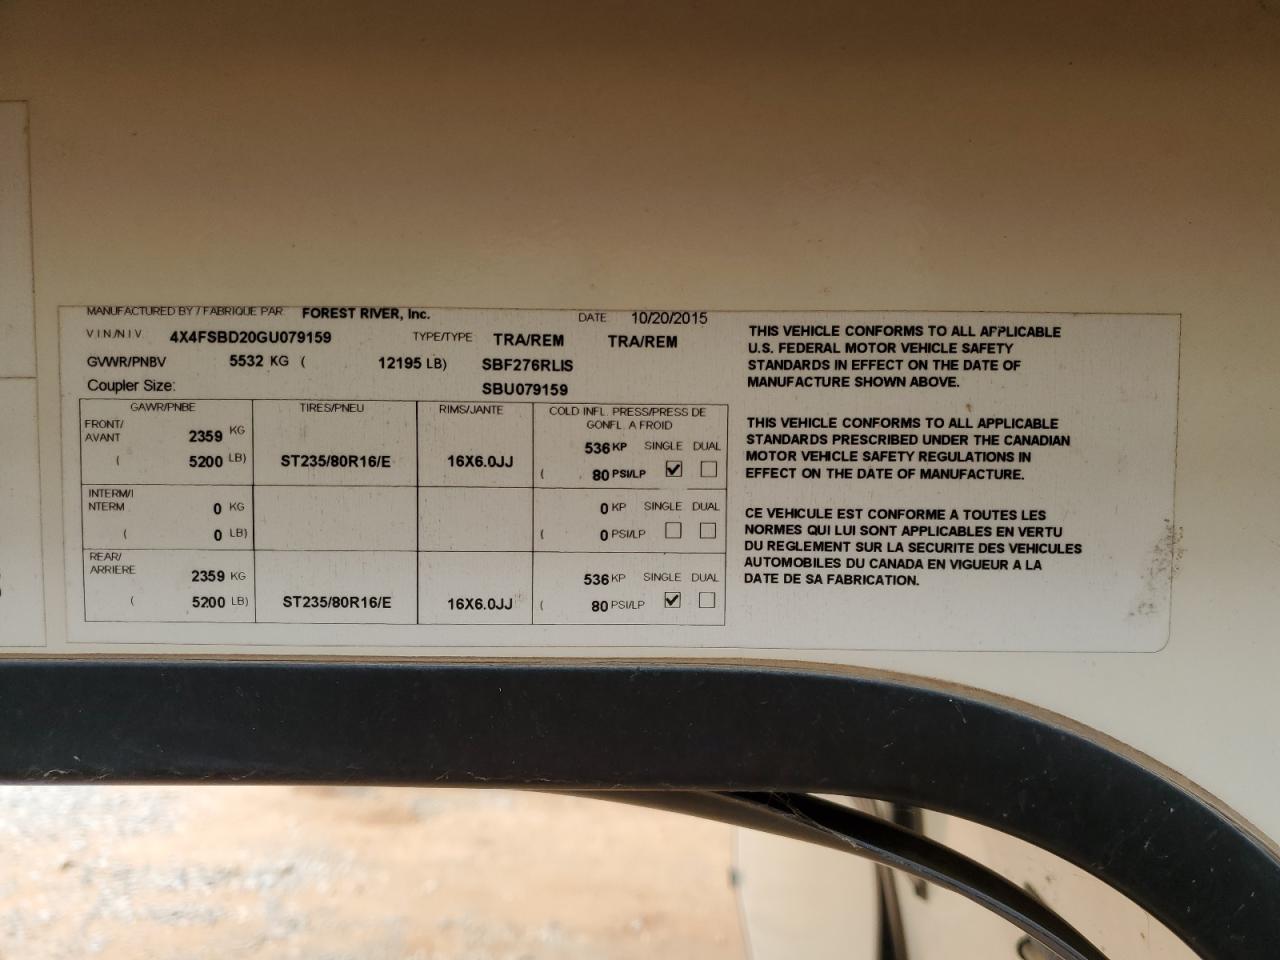 MANUFACTURED BY / FABRIQUE PAR FOREST RIVER, Inc. DATE 10/20/2015
V I N /N I V 4X4FSBD20GU079159 TYPE/TYPE TRA/REM TRA/REM
GVWR/PNBV 5532 KG ( 12195 LB) SBF276RLIS
Coupler Size: SBU079159
GAWR/PNBE TIRES/PNEU RIMS/JANTE COLD INFL. PRESS/PRESS DE
GONFL. A FROID
FRONT/
AVANT 2359 KG 536 KP SINGLE DUAL
( 5200 LB) ST235/80R16/E 16X6.0JJ ( 80 PSI/LP
INTERM/I
NTERM 0 KG 0 KP SINGLE DUAL
( 0 LB) ( 0 PSI/LP
REAR/
ARRIERE 2359 KG 536 KP SINGLE DUAL
( 5200 LB) ST235/80R16/E 16X6.0JJ ( 80 PSI/LP
THIS VEHICLE CONFORMS TO ALL APPLICABLE
U.S. FEDERAL MOTOR VEHICLE SAFETY
STANDARDS IN EFFECT ON THE DATE OF
MANUFACTURE SHOWN ABOVE.
THIS VEHICLE CONFORMS TO ALL APPLICABLE
STANDARDS PRESCRIBED UNDER THE CANADIAN
MOTOR VEHICLE SAFETY REGULATIONS IN
EFFECT ON THE DATE OF MANUFACTURE.
CE VEHICULE EST CONFORME A TOUTES LES
NORMES QUI LUI SONT APPLICABLES EN VERTU
DU REGLEMENT SUR LA SECURITE DES VEHICULES
AUTOMOBILES DU CANADA EN VIGUEUR A LA
DATE DE SA FABRICATION.